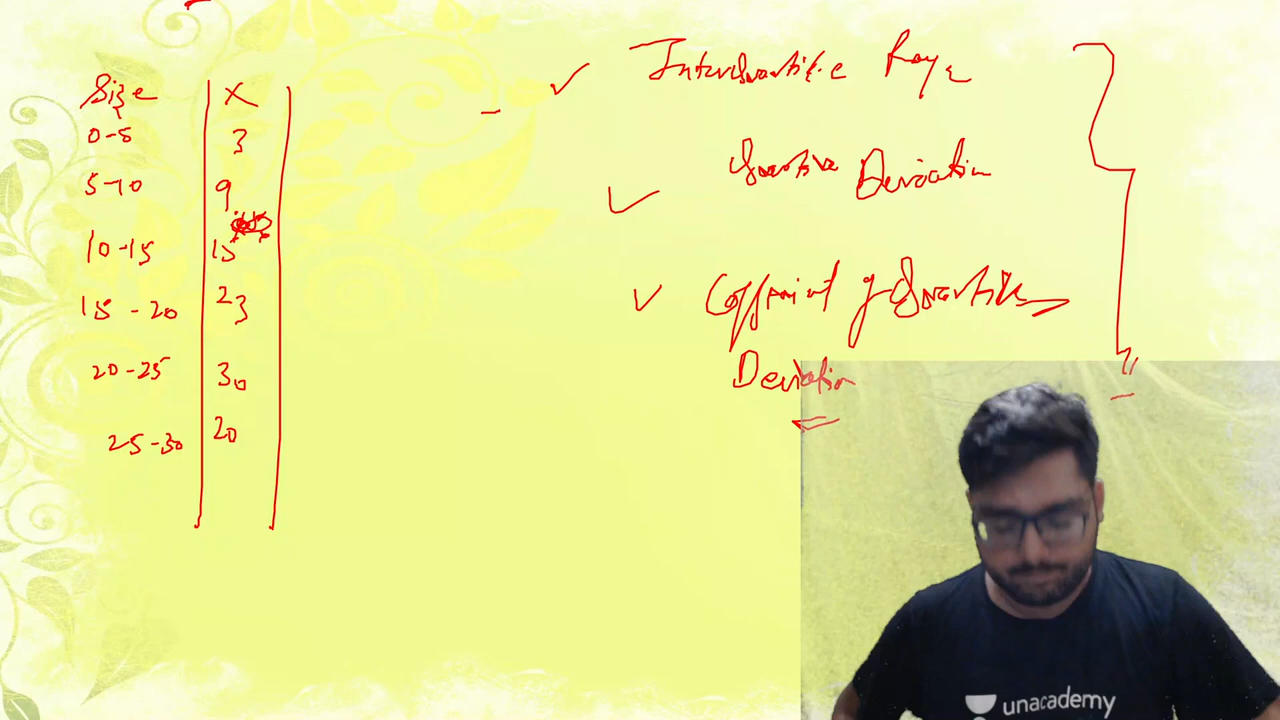 Size X
0-5 3
5-10 9
10-15 15
15-20 23
20-25 30
25-30 20
Interquartile Range
Quartile Deviation
Coffecient of Quartile
Deviation
unacademy